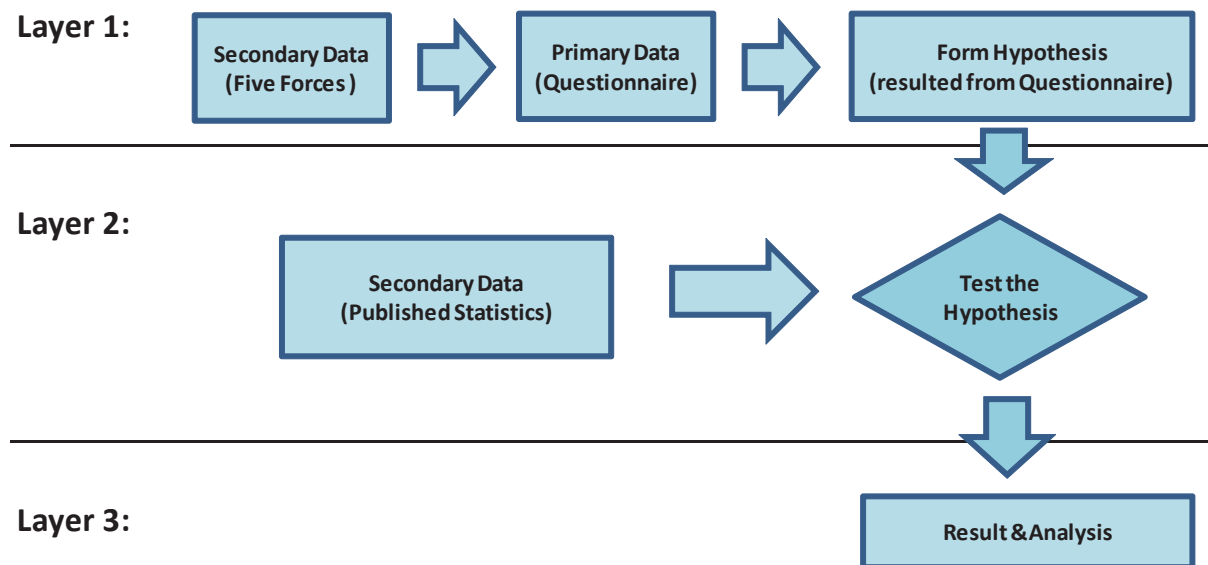 Layer 1:
Secondary Data
(Five Forces )
Primary Data
(Questionnaire)
Form Hypothesis
(resulted from Questionnaire)
Layer 2:
Secondary Data
(Published Statistics)
Test the
Hypothesis
Layer 3:
Result & Analysis